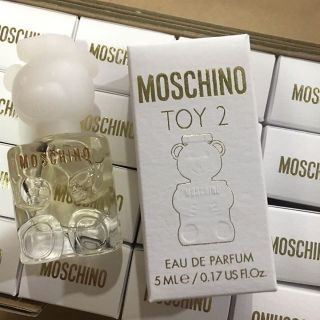 MOSCHINO
TOY 2
MOSCHINO
EAU DE PARFUM
5 ML e / 0.17 US Fl.Oz.
MOSCHINO
MOSCHINO
MOSCHINO
MOSCHINO